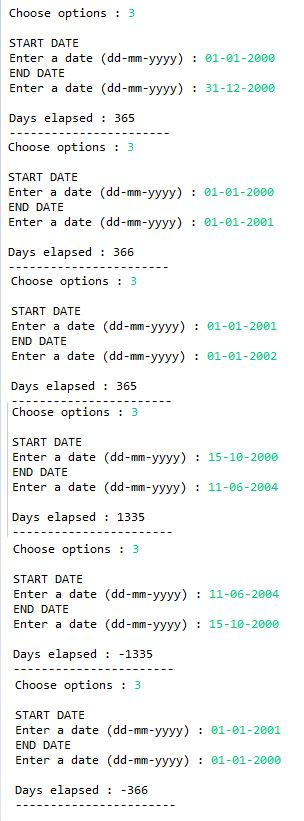 Choose options : 3
START DATE
Enter a date (dd-mm-yyyy) : 01-01-2000
END DATE
Enter a date (dd-mm-yyyy) : 31-12-2000
Days elapsed : 365
-----------------------
Choose options : 3
START DATE
Enter a date (dd-mm-yyyy) : 01-01-2000
END DATE
Enter a date (dd-mm-yyyy) : 01-01-2001
Days elapsed : 366
-----------------------
Choose options : 3
START DATE
Enter a date (dd-mm-yyyy) : 01-01-2001
END DATE
Enter a date (dd-mm-yyyy) : 01-01-2002
Days elapsed : 365
-----------------------
Choose options : 3
START DATE
Enter a date (dd-mm-yyyy) : 15-10-2000
END DATE
Enter a date (dd-mm-yyyy) : 11-06-2004
Days elapsed : 1335
-----------------------
Choose options : 3
START DATE
Enter a date (dd-mm-yyyy) : 11-06-2004
END DATE
Enter a date (dd-mm-yyyy) : 15-10-2000
Days elapsed : -1335
-----------------------
Choose options : 3
START DATE
Enter a date (dd-mm-yyyy) : 01-01-2001
END DATE
Enter a date (dd-mm-yyyy) : 01-01-2000
Days elapsed : -366
-----------------------